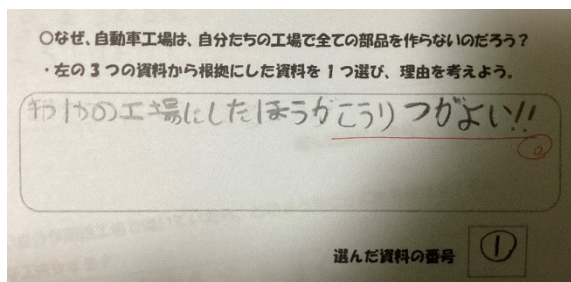 ○なぜ、自動車工場は、自分たちの工場で全ての部品を作らないのだろう?
・左の3つの資料から根拠にした資料を1つ選び、理由を考えよう。
の工場にしたほうがこうりつがよい!!
選んだ資料の番号 ①